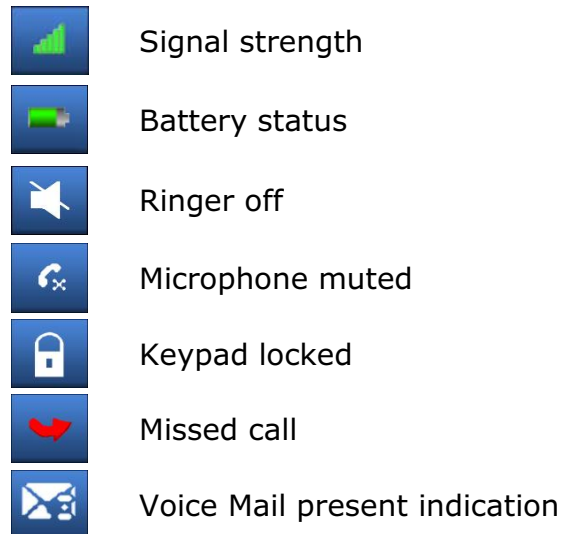 Signal strength
Battery status
Ringer off
Microphone muted
Keypad locked
Missed call
Voice Mail present indication